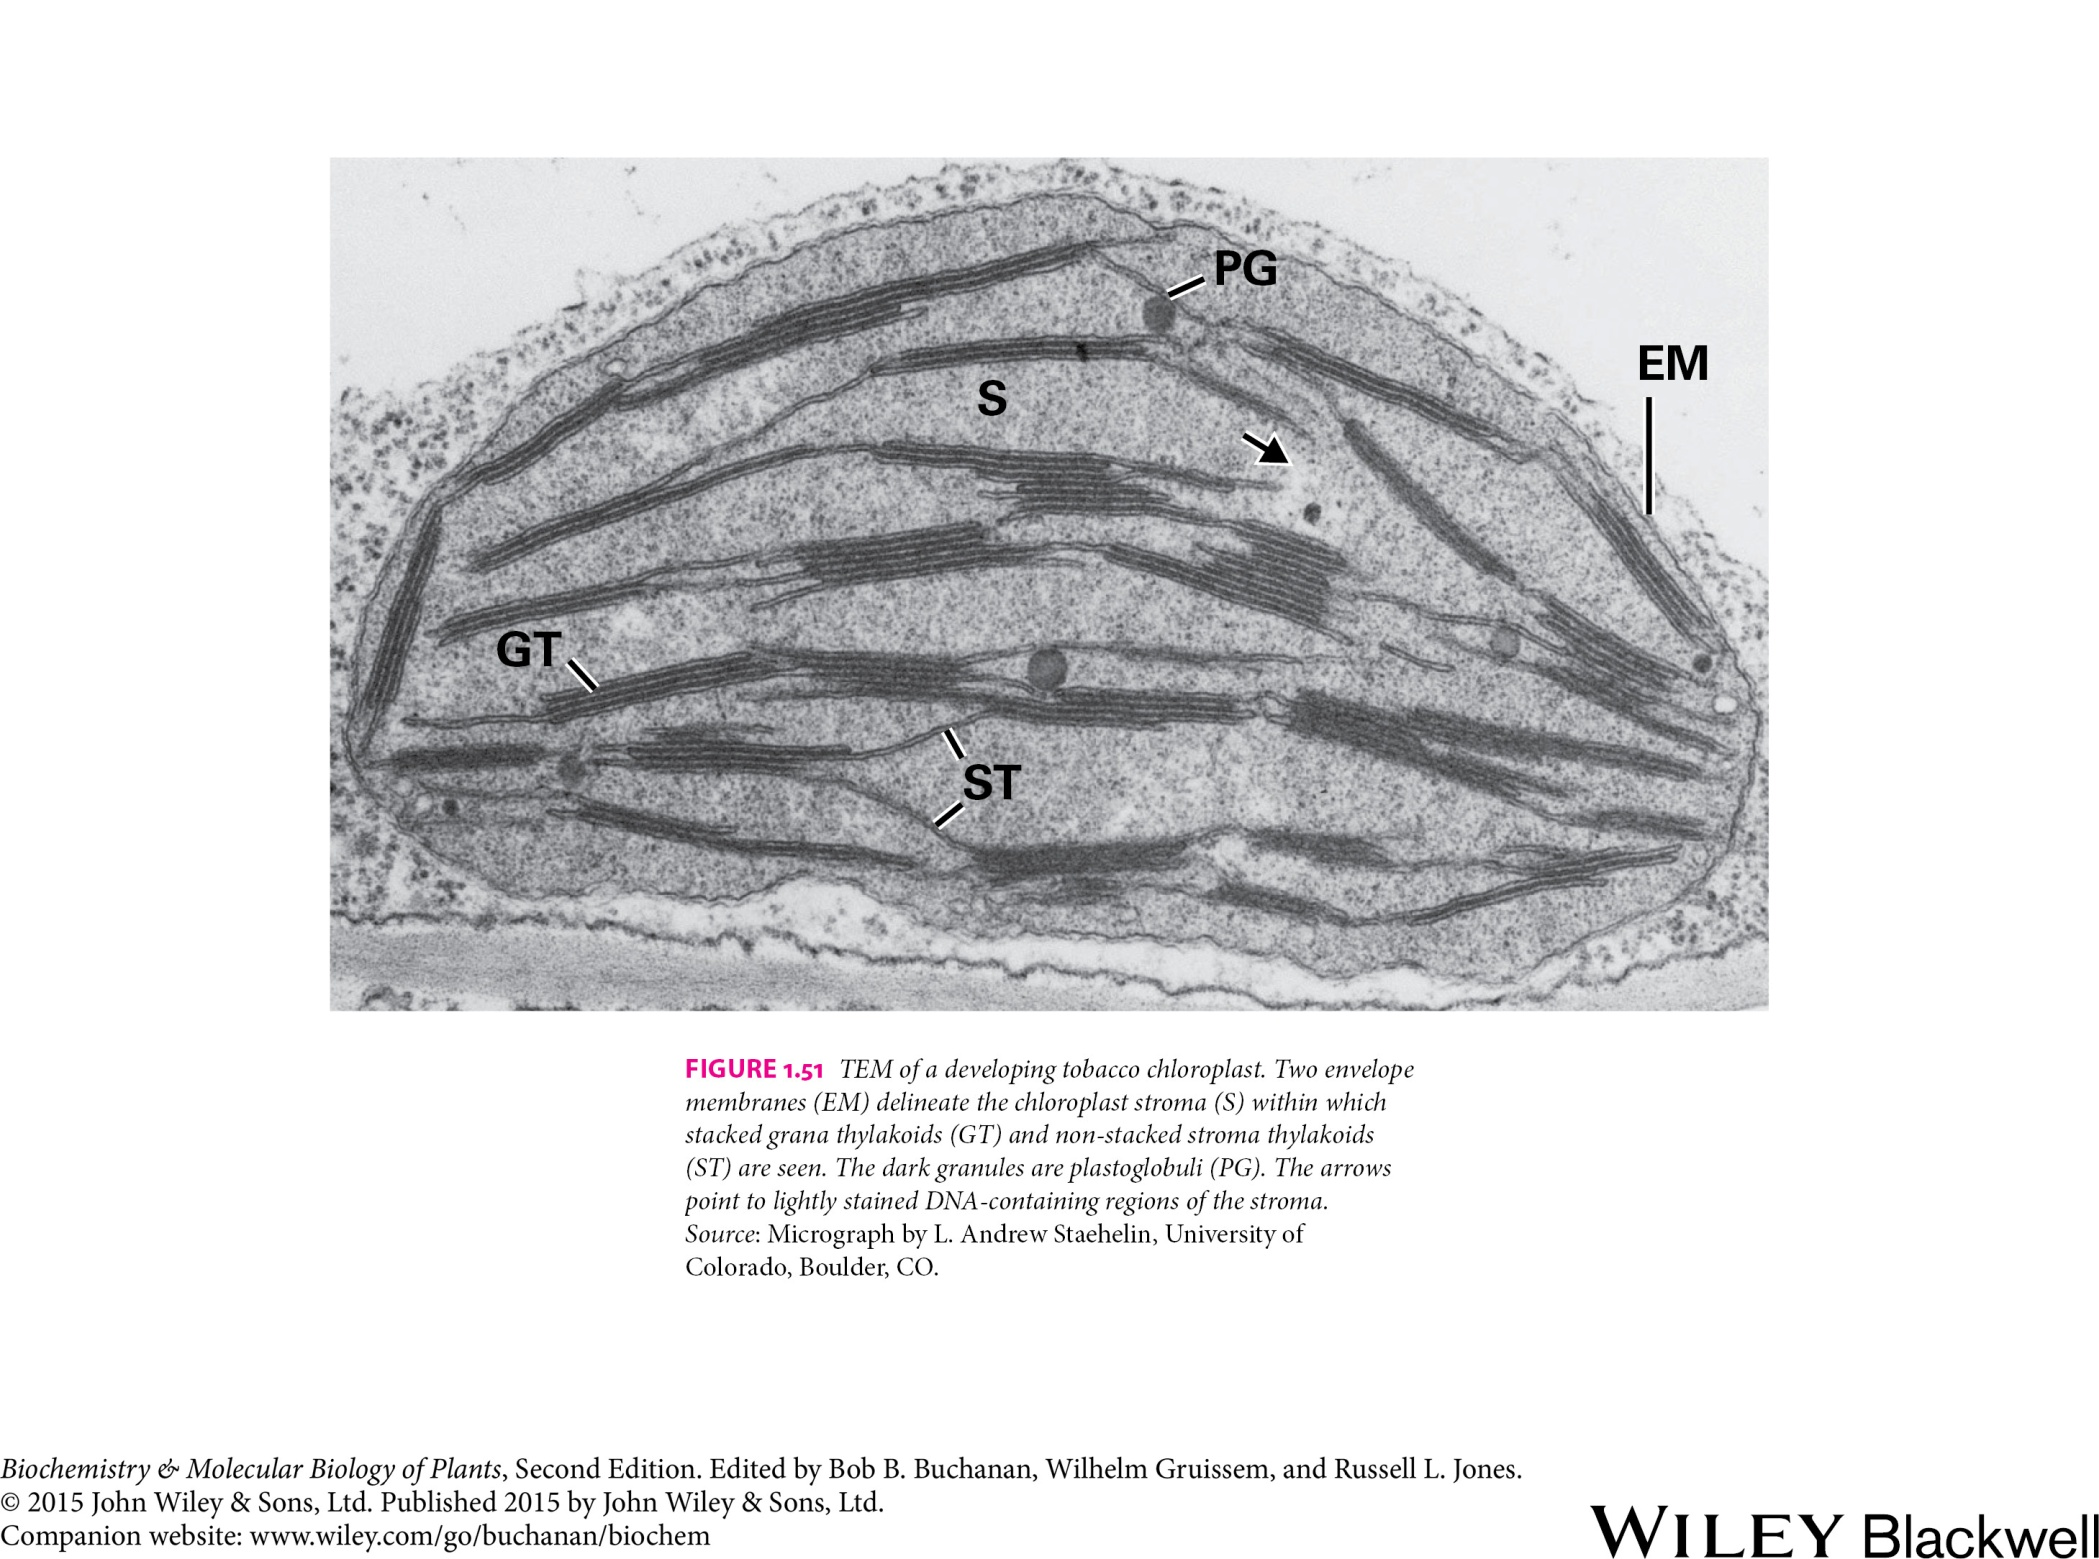 PG
EM
S
GT
ST
FIGURE 1.51 TEM of a developing tobacco chloroplast. Two envelope
membranes (EM) delineate the chloroplast stroma (S) within which
stacked grana thylakoids (GT) and non-stacked stroma thylakoids
(ST) are seen. The dark granules are plastoglobuli (PG). The arrows
point to lightly stained DNA-containing regions of the stroma.
Source: Micrograph by L. Andrew Staehelin, University of
Colorado, Boulder, CO.
Biochemistry & Molecular Biology of Plants, Second Edition. Edited by Bob B. Buchanan, Wilhelm Gruissem, and Russell L. Jones.
© 2015 John Wiley & Sons, Ltd. Published 2015 by John Wiley & Sons, Ltd.
Companion website: www.wiley.com/go/buchanan/biochem
WILEY Blackwell